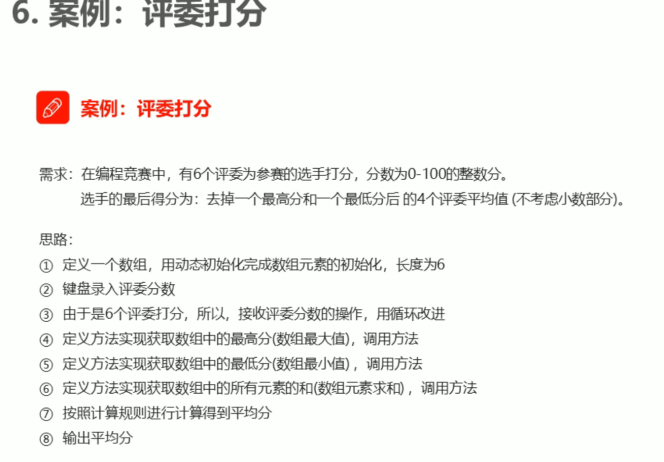 6. 案例：评委打分
案例：评委打分
需求：在编程竞赛中，有6个评委为参赛的选手打分，分数为0-100的整数分。
选手的最后得分为：去掉一个最高分和一个最低分后 的4个评委平均值 (不考虑小数部分)。
思路：
① 定义一个数组，用动态初始化完成数组元素的初始化，长度为6
② 键盘录入评委分数
③ 由于是6个评委打分，所以，接收评委分数的操作，用循环改进
④ 定义方法实现获取数组中的最高分(数组最大值)，调用方法
⑤ 定义方法实现获取数组中的最低分(数组最小值) ，调用方法
⑥ 定义方法实现获取数组中的所有元素的和(数组元素求和) ，调用方法
⑦ 按照计算规则进行计算得到平均分
⑧ 输出平均分